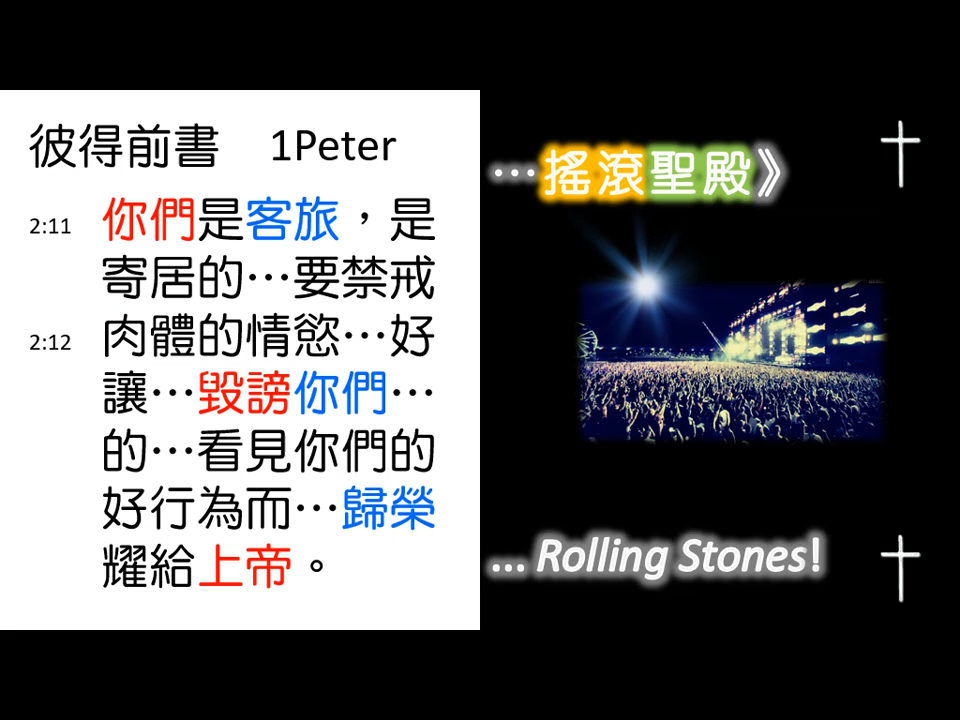 彼得前書 1Peter
2:11 你們是客旅，是
寄居的…要禁戒
2:12 肉體的情慾…好
讓…毀謗你們…
的…看見你們的
好行為而…歸榮
耀給上帝。
…搖滾聖殿》
... Rolling Stones!